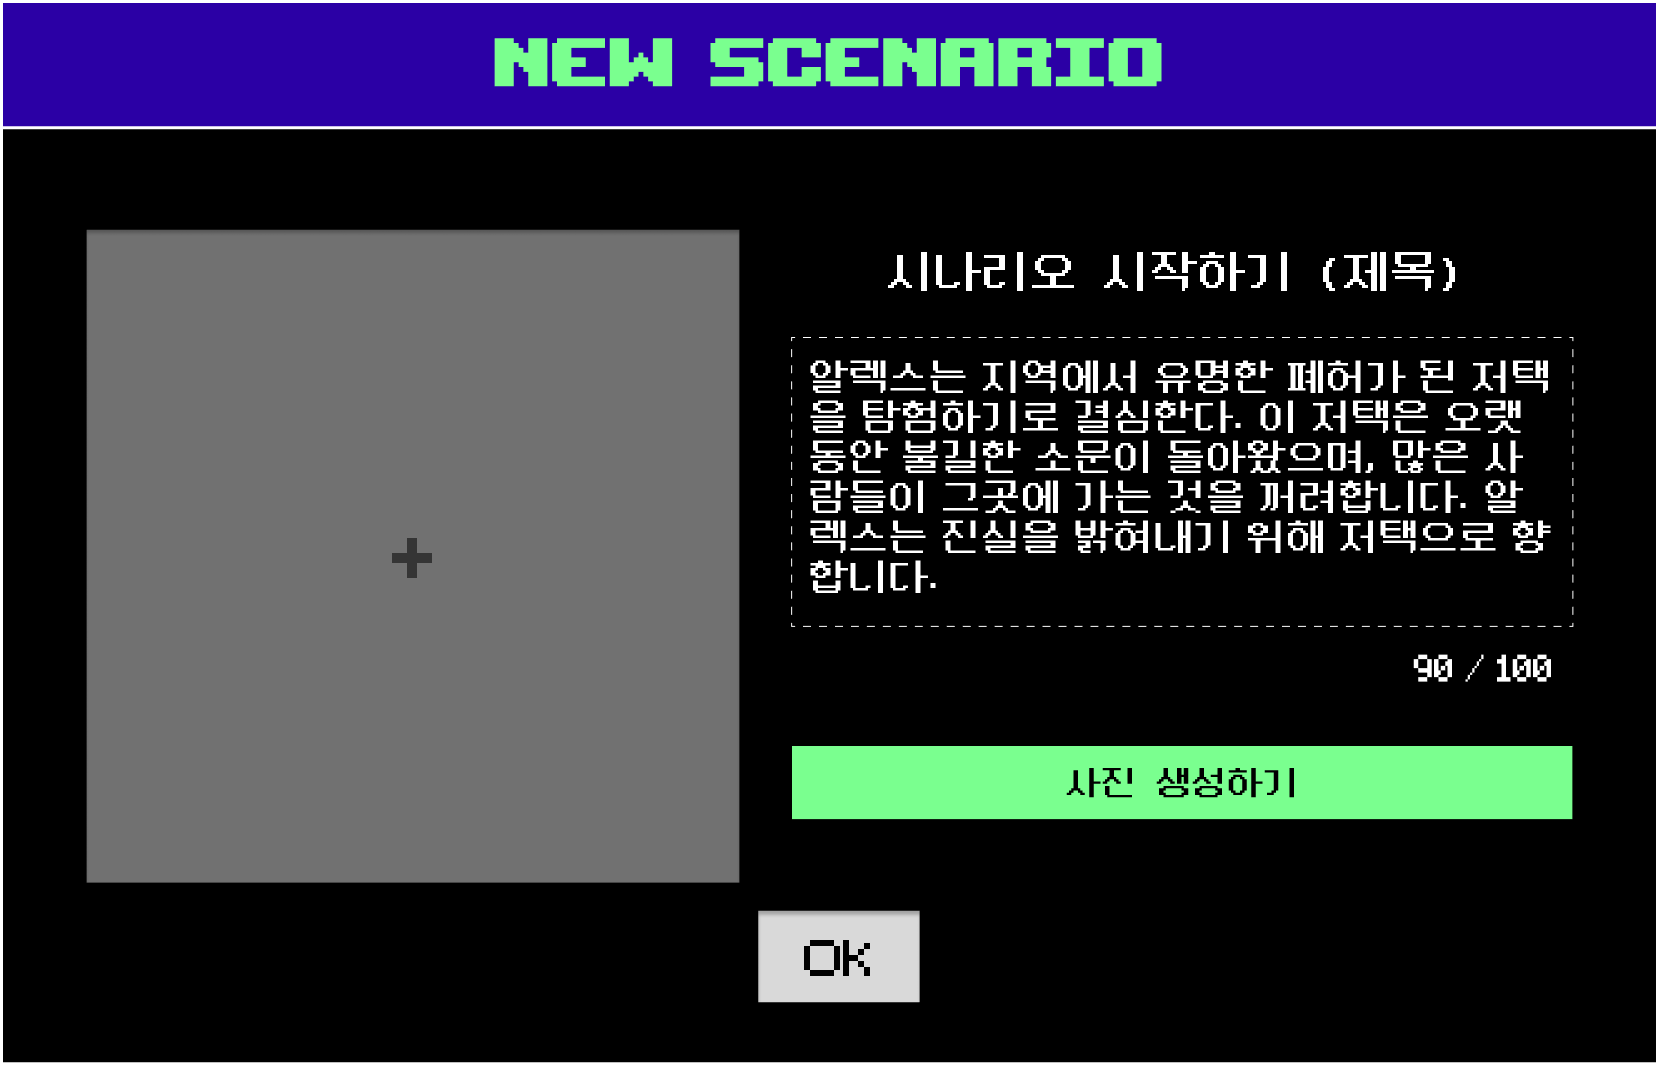 NEW SCENARIO
시나리오 시작하기 (제목)
알렉스는 지역에서 유명한 폐허가 된 저택
을 탐험하기로 결심한다. 이 저택은 오랫
동안 불길한 소문이 돌아왔으며, 많은 사
람들이 그곳에 가는 것을 꺼려합니다. 알
렉스는 진실을 밝혀내기 위해 저택으로 향
합니다.
90 / 100
사진 생성하기
OK